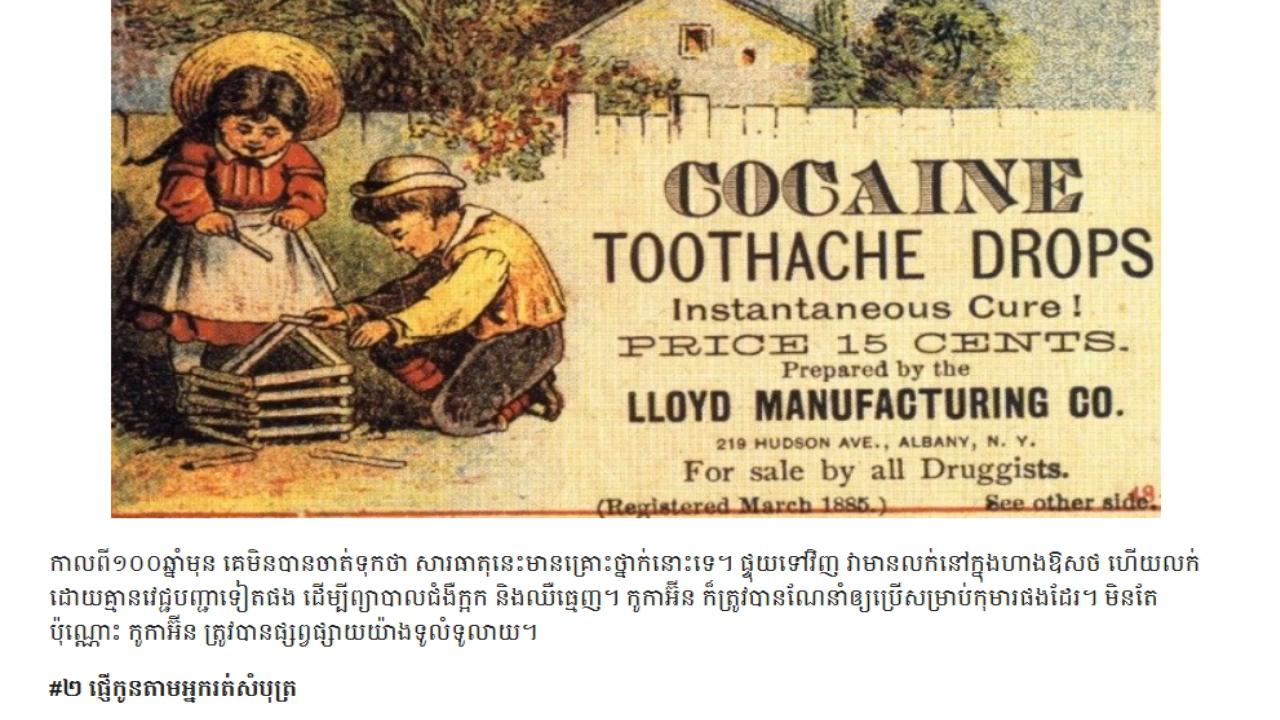 COCAINE
TOOTHACHE DROPS
Instantaneous Cure!
PRICE 15 CENTS.
Prepared by the
LLOYD MANUFACTURING CO.
219 HUDSON AVE., ALBANY, N. Y.
For sale by all Druggists.
(Registered March 1885.) See other side.
កាលពី១០០ឆ្នាំមុន គេមិនបានចាត់ទុកថា សារធាតុនេះមានគ្រោះថ្នាក់នោះទេ។ ផ្ទុយទៅវិញ វាមានលក់នៅក្នុងហាងឱសថ ហើយលក់
ដោយគ្មានវេជ្ជបញ្ជាទៀតផង ដើម្បីព្យាបាលជំងឺក្អក និងឈឺធ្មេញ។ កូកាអ៊ីន ក៏ត្រូវបានណែនាំឲ្យប្រើសម្រាប់កុមារផងដែរ។ មិនតែ
ប៉ុណ្ណោះ កូកាអ៊ីន ត្រូវបានផ្សព្វផ្សាយយ៉ាងទូលំទូលាយ។
#២ ផ្ញើកូនតាមអ្នករត់សំបុត្រ